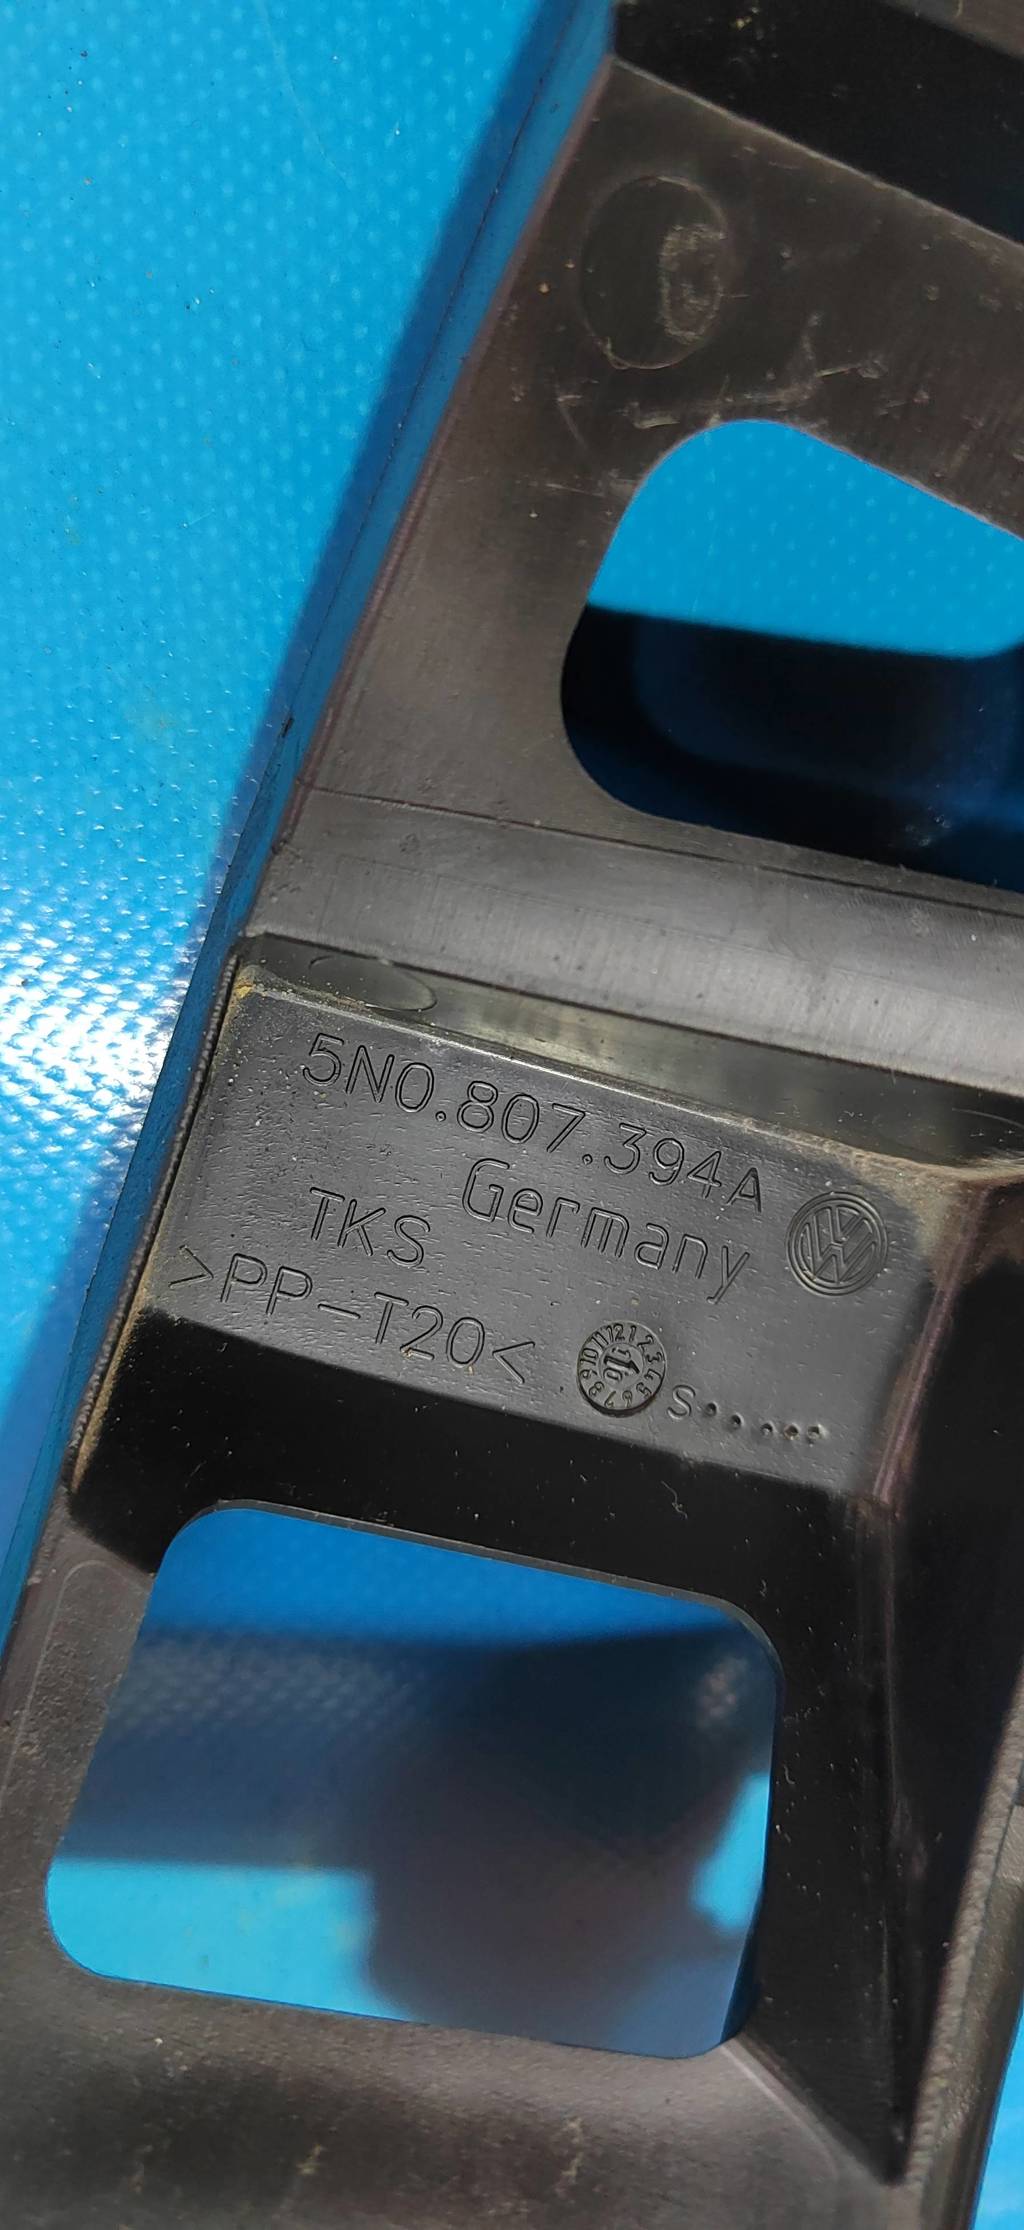 5N0.807.394A
Germany
TKS
>PP-T20<
S